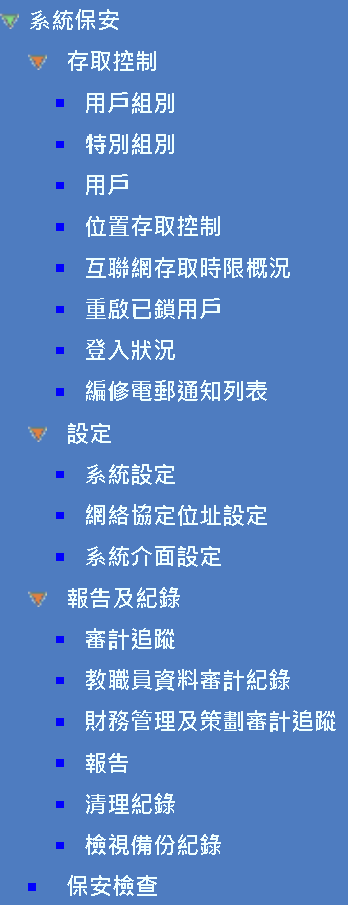 系統保安
存取控制
用戶組別
特別組別
用戶
位置存取控制
互聯網存取時限概況
重啟已鎖用戶
登入狀況
編修電郵通知列表
設定
系統設定
網絡協定位址設定
系統介面設定
報告及紀錄
審計追蹤
教職員資料審計紀錄
財務管理及策劃審計追蹤
報告
清理紀錄
檢視備份紀錄
保安檢查